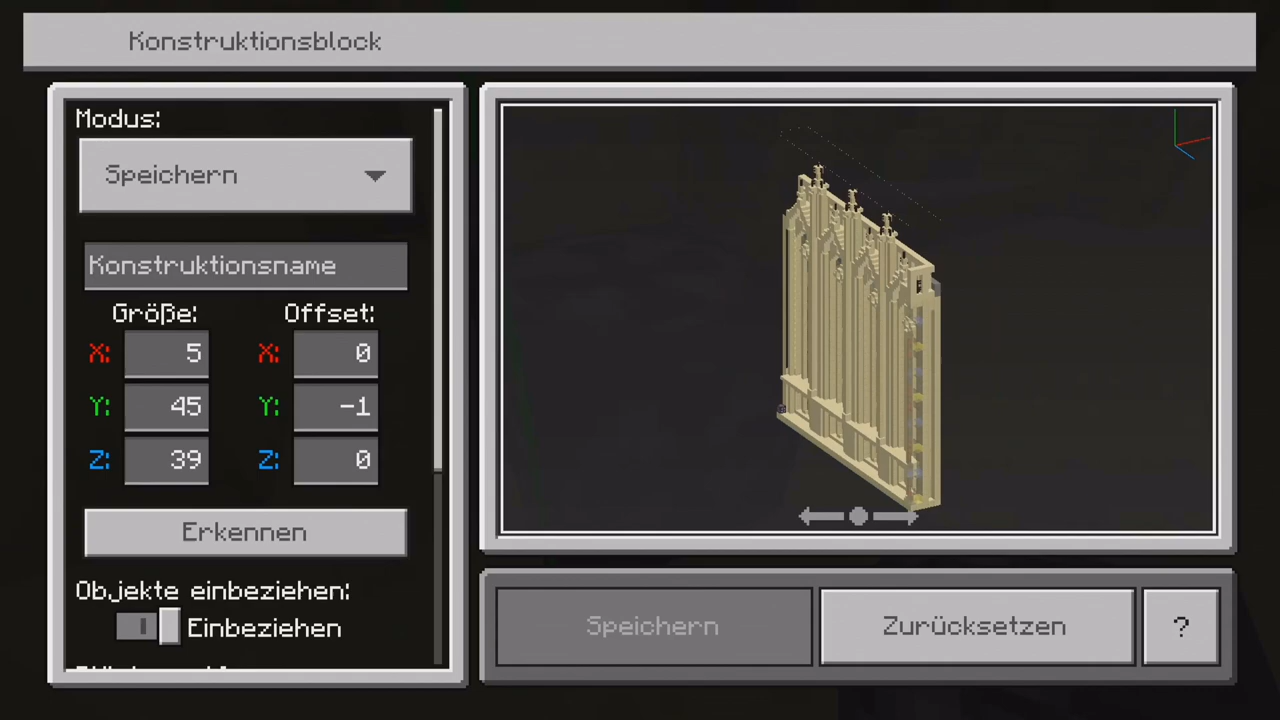 Konstruktionsblock
Modus:
Speichern
Konstruktionsname
Größe: Offset:
X: 5 X: 0
Y: 45 Y: -1
Z: 39 Z: 0
Erkennen
Objekte einbeziehen:
Einbeziehen
Speichern Zurücksetzen ?